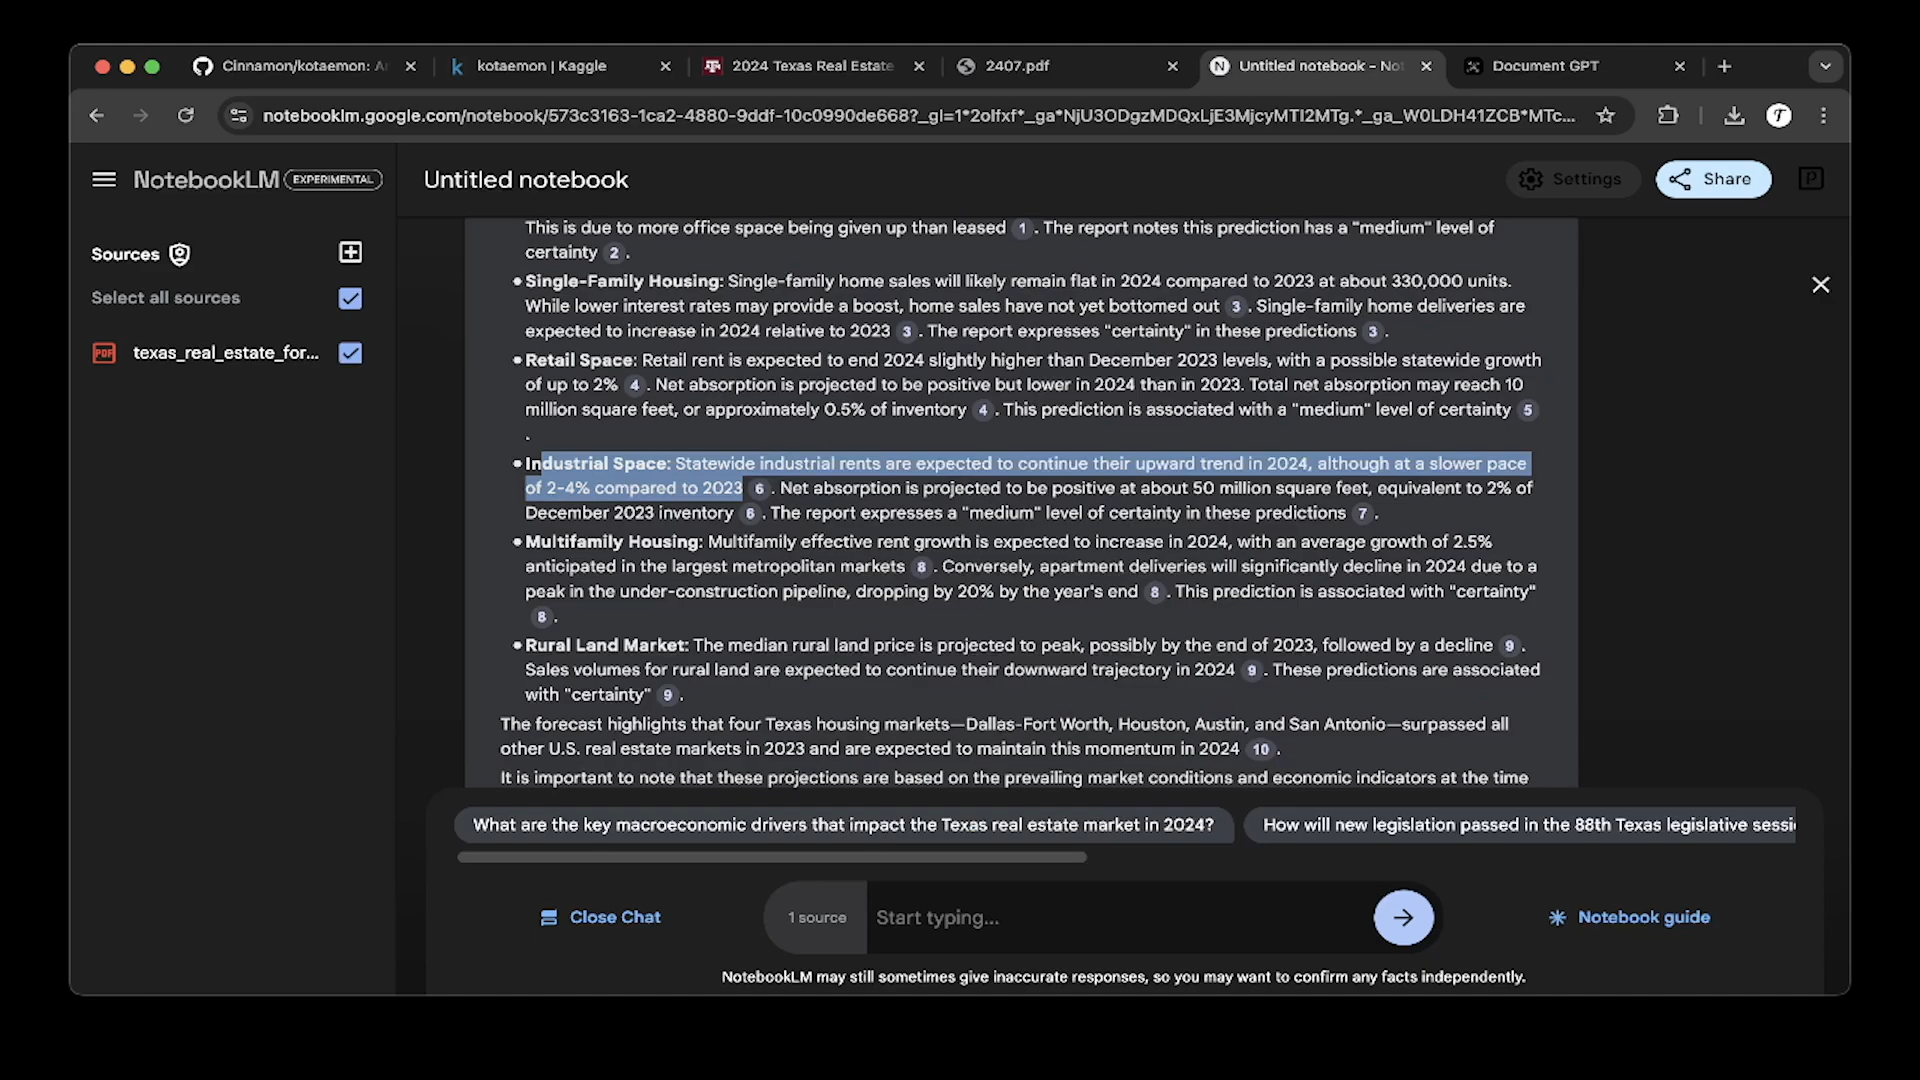 Cinnamon/kotaemon: Ar
kotaemon | Kaggle
2024 Texas Real Estate
2407.pdf
Untitled notebook - Not
Document GPT
notebooklm.google.com/notebook/573c3163-1ca2-4880-9ddf-10c0990de668?_gl=1*2olfxf*_ga*NjU3ODgzMDQxLjE3MjcyMTI2MTg.*_ga_W0LDH41ZCB*MTc...
NotebookLM EXPERIMENTAL
Untitled notebook
Settings
Share
Sources
Select all sources
PDF texas_real_estate_for...
This is due to more office space being given up than leased 1 . The report notes this prediction has a "medium" level of
certainty 2 .
• Single-Family Housing: Single-family home sales will likely remain flat in 2024 compared to 2023 at about 330,000 units.
While lower interest rates may provide a boost, home sales have not yet bottomed out 3 . Single-family home deliveries are
expected to increase in 2024 relative to 2023 3 . The report expresses "certainty" in these predictions 3 .
• Retail Space: Retail rent is expected to end 2024 slightly higher than December 2023 levels, with a possible statewide growth
of up to 2% 4 . Net absorption is projected to be positive but lower in 2024 than in 2023. Total net absorption may reach 10
million square feet, or approximately 0.5% of inventory 4 . This prediction is associated with a "medium" level of certainty 5
.
• Industrial Space: Statewide industrial rents are expected to continue their upward trend in 2024, although at a slower pace
of 2-4% compared to 2023 6 . Net absorption is projected to be positive at about 50 million square feet, equivalent to 2% of
December 2023 inventory 6 . The report expresses a "medium" level of certainty in these predictions 7 .
• Multifamily Housing: Multifamily effective rent growth is expected to increase in 2024, with an average growth of 2.5%
anticipated in the largest metropolitan markets 8 . Conversely, apartment deliveries will significantly decline in 2024 due to a
peak in the under-construction pipeline, dropping by 20% by the year's end 8 . This prediction is associated with "certainty"
8 .
• Rural Land Market: The median rural land price is projected to peak, possibly by the end of 2023, followed by a decline 9 .
Sales volumes for rural land are expected to continue their downward trajectory in 2024 9 . These predictions are associated
with "certainty" 9 .
The forecast highlights that four Texas housing markets—Dallas-Fort Worth, Houston, Austin, and San Antonio—surpassed all
other U.S. real estate markets in 2023 and are expected to maintain this momentum in 2024 10 .
It is important to note that these projections are based on the prevailing market conditions and economic indicators at the time
What are the key macroeconomic drivers that impact the Texas real estate market in 2024?
How will new legislation passed in the 88th Texas legislative sessi
Close Chat
1 source
Start typing...
Notebook guide
NotebookLM may still sometimes give inaccurate responses, so you may want to confirm any facts independently.